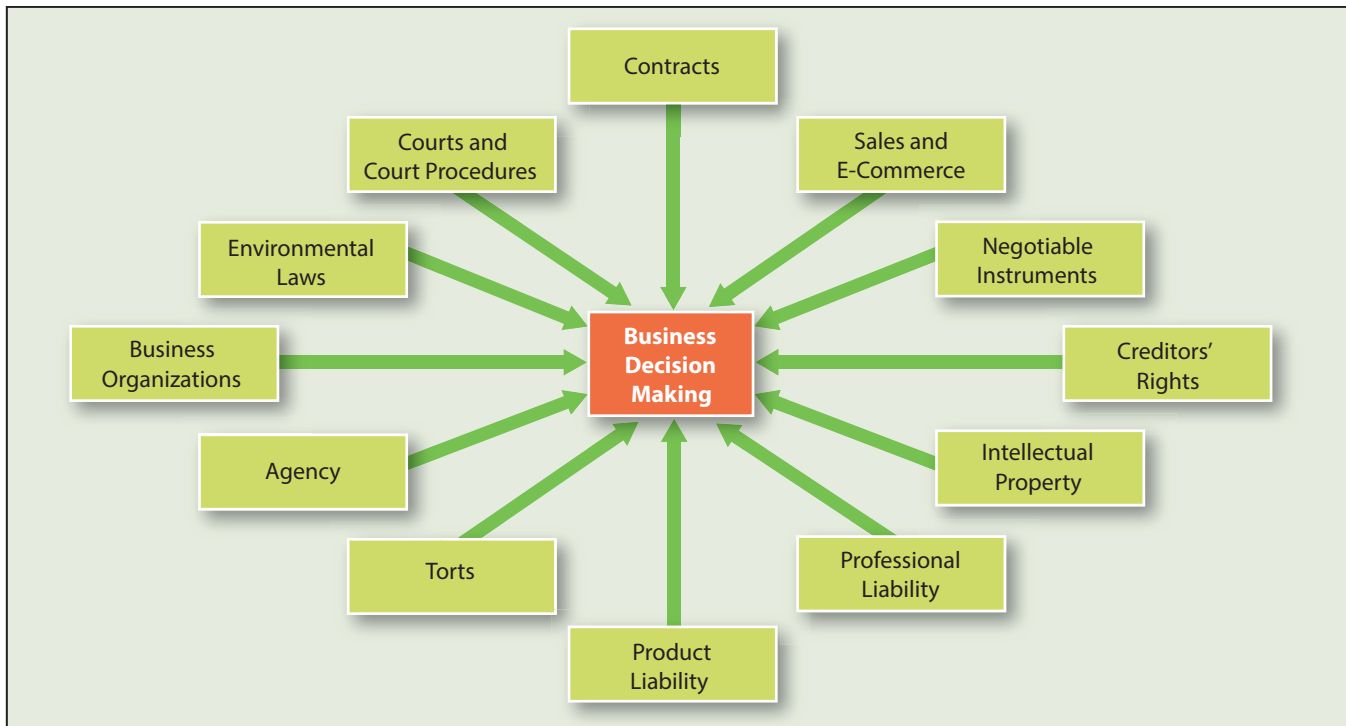 Contracts
Courts and
Court Procedures
Sales and
E-Commerce
Environmental
Laws
Negotiable
Instruments
Business
Decision
Making
Business
Organizations
Creditors’
Rights
Agency
Intellectual
Property
Torts
Professional
Liability
Product
Liability